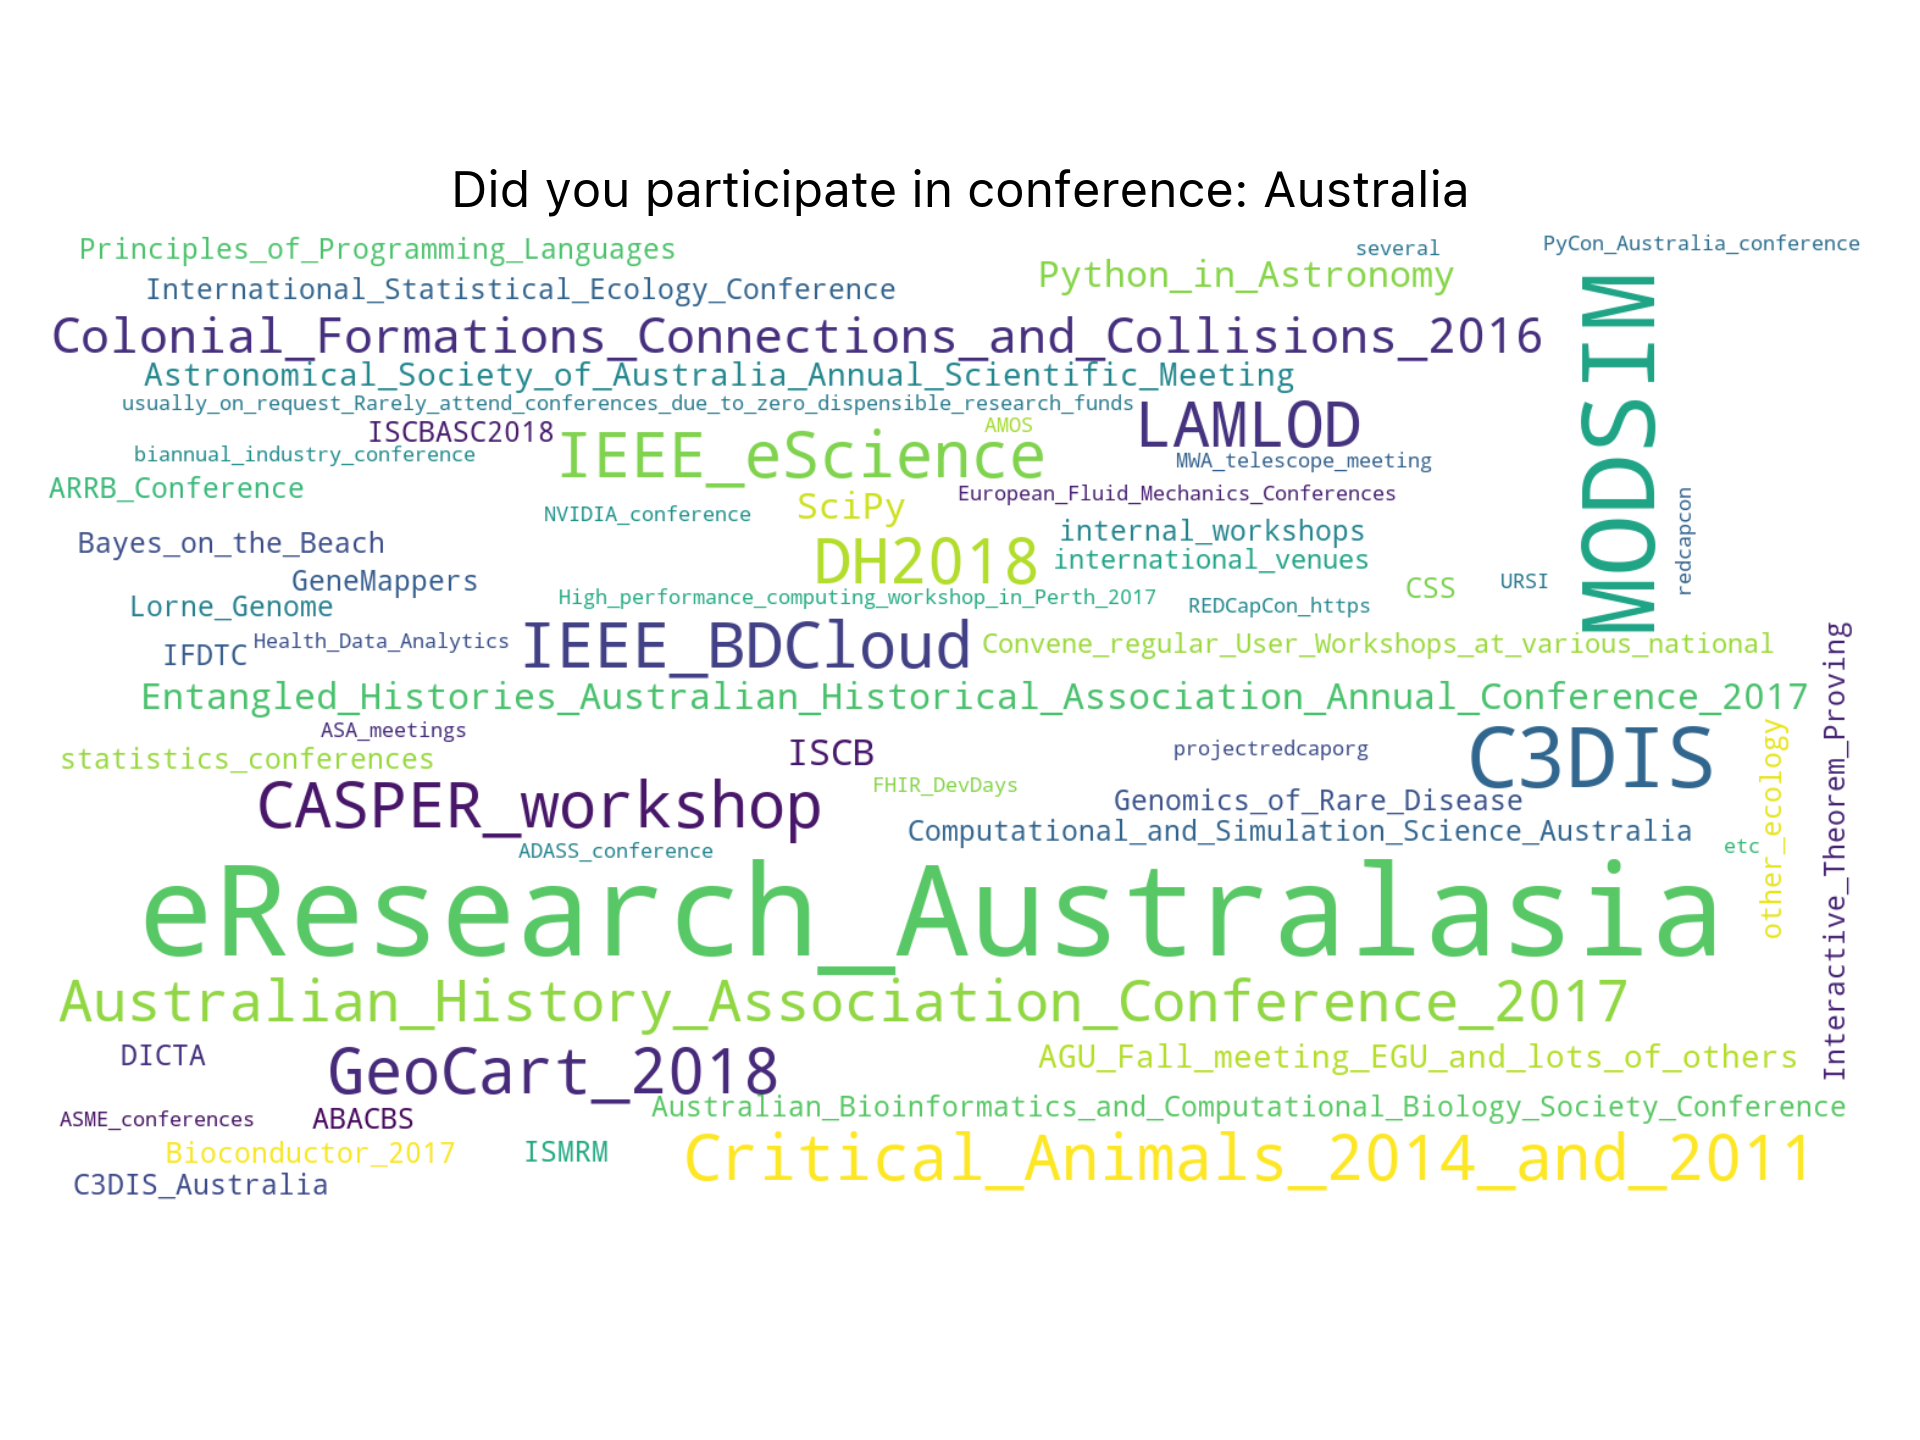 Did you participate in conference: Australia
Principles_of_Programming_Languages
several
PyCon_Australia_conference
Python_in_Astronomy
International_Statistical_Ecology_Conference
Colonial_Formations_Connections_and_Collisions_2016
MODSIM
Astronomical_Society_of_Australia_Annual_Scientific_Meeting
usually_on_request_Rarely_attend_conferences_due_to_zero_dispensible_research_funds
LAMLOD
ISCBASC2018
IEEE_eScience
AMOS
biannual_industry_conference
MWA_telescope_meeting
ARRB_Conference
European_Fluid_Mechanics_Conferences
SciPy
NVIDIA_conference
redcapcon
internal_workshops
Bayes_on_the_Beach
DH2018
international_venues
GeneMappers
CSS
URSI
High_performance_computing_workshop_in_Perth_2017
REDCapCon_https
Lorne_Genome
IFDTC
Health_Data_Analytics
IEEE_BDCloud
Convene_regular_User_Workshops_at_various_national
Entangled_Histories_Australian_Historical_Association_Annual_Conference_2017
Interactive_Theorem_Proving
ASA_meetings
statistics_conferences
ISCB
projectredcaporg
C3DIS
other_ecology
FHIR_DevDays
CASPER_workshop
Genomics_of_Rare_Disease
Computational_and_Simulation_Science_Australia
ADASS_conference
etc
eResearch_Australasia
Australian_History_Association_Conference_2017
DICTA
GeoCart_2018
AGU_Fall_meeting_EGU_and_lots_of_others
Australian_Bioinformatics_and_Computational_Biology_Society_Conference
ASME_conferences
ABACBS
Bioconductor_2017
ISMRM
Critical_Animals_2014_and_2011
C3DIS_Australia